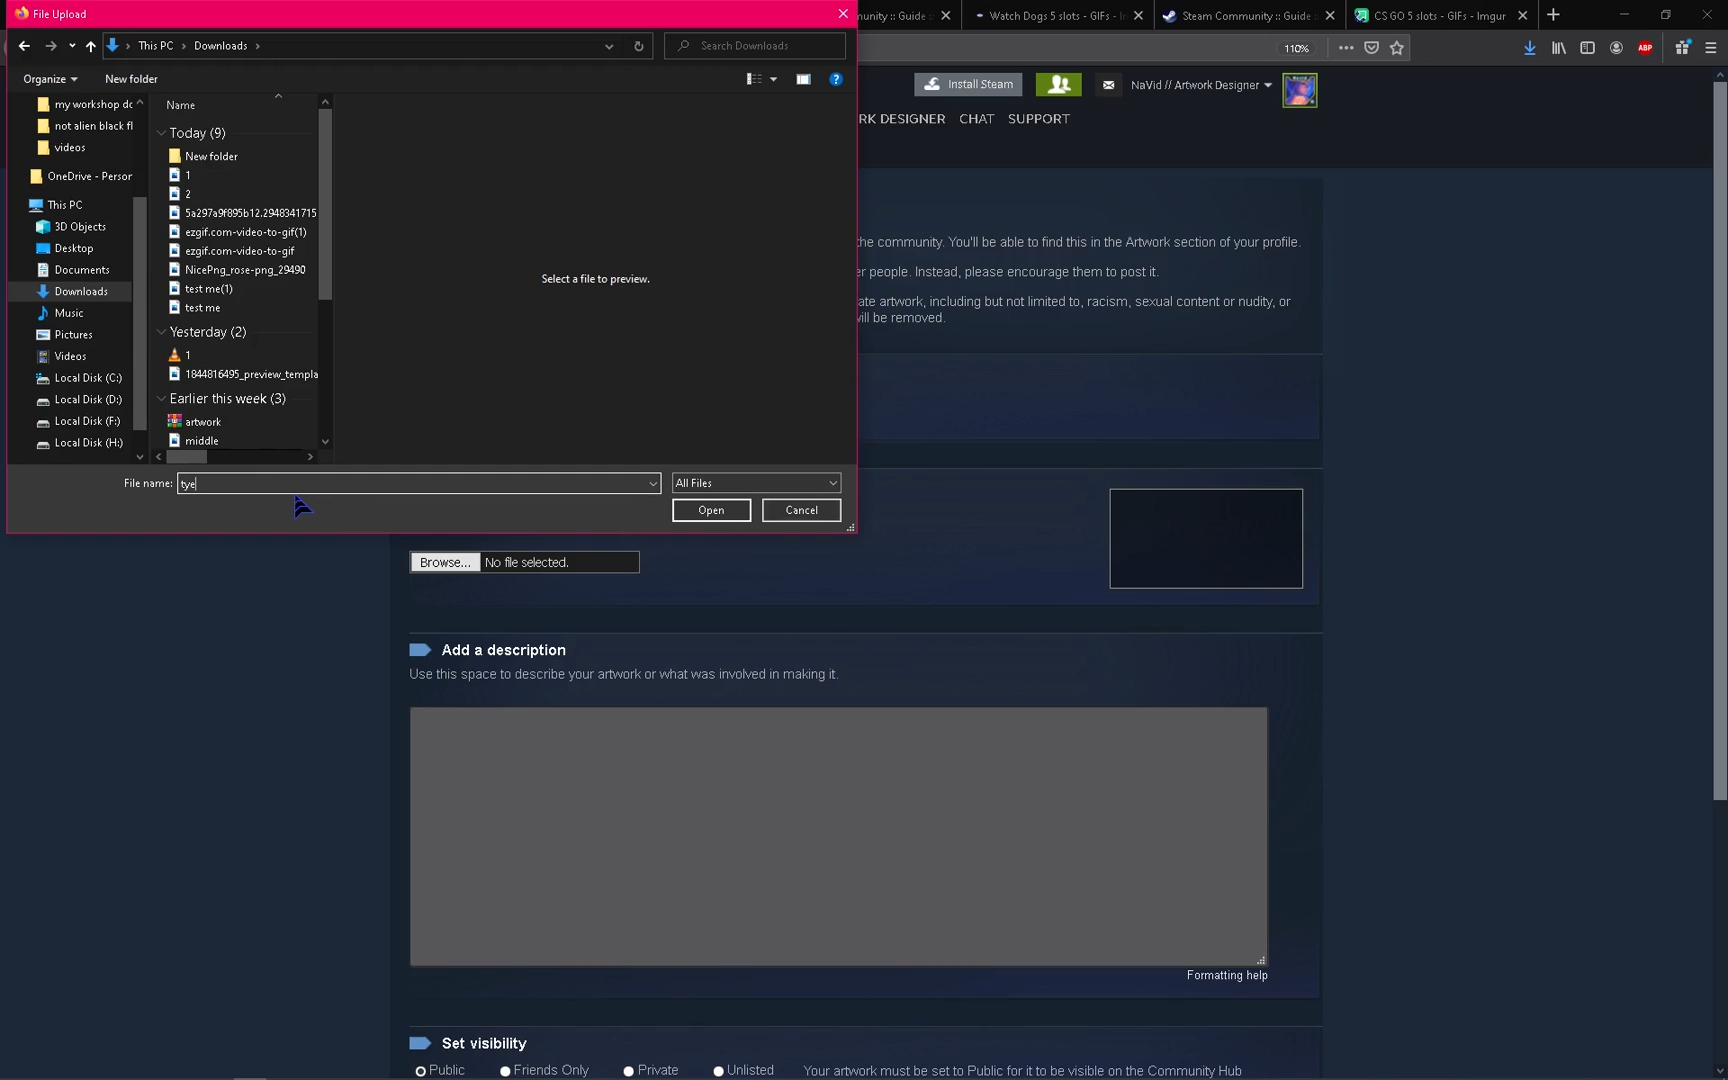 File Upload
munity :: Guide
Watch Dogs 5 slots - GIFs - Im
Steam Community :: Guide
CS GO 5 slots - GIFs - Imgur
This PC
Downloads
Search Downloads
110%
ABP
Organize
New folder
Install Steam
NaVid // Artwork Designer
RK DESIGNER
CHAT
SUPPORT
my workshop do
not alien black fl
videos
OneDrive - Person
This PC
3D Objects
Desktop
Documents
Downloads
Music
Pictures
Videos
Local Disk (C:)
Local Disk (D:)
Local Disk (F:)
Local Disk (H:)
Name
Today (9)
New folder
1
2
5a297a9f895b12.2948341715
ezgif.com-video-to-gif(1)
ezgif.com-video-to-gif
NicePng_rose-png_29490
test me(1)
test me
Yesterday (2)
1
1844816495_preview_templa
Earlier this week (3)
artwork
middle
Select a file to preview.
he community. You'll be able to find this in the Artwork section of your profile.
er people. Instead, please encourage them to post it.
ate artwork, including but not limited to, racism, sexual content or nudity, or
will be removed.
File name:
tye
All Files
Open
Cancel
Browse...
No file selected.
Add a description
Use this space to describe your artwork or what was involved in making it.
Formatting help
Set visibility
Public
Friends Only
Private
Unlisted
Your artwork must be set to Public for it to be visible on the Community Hub